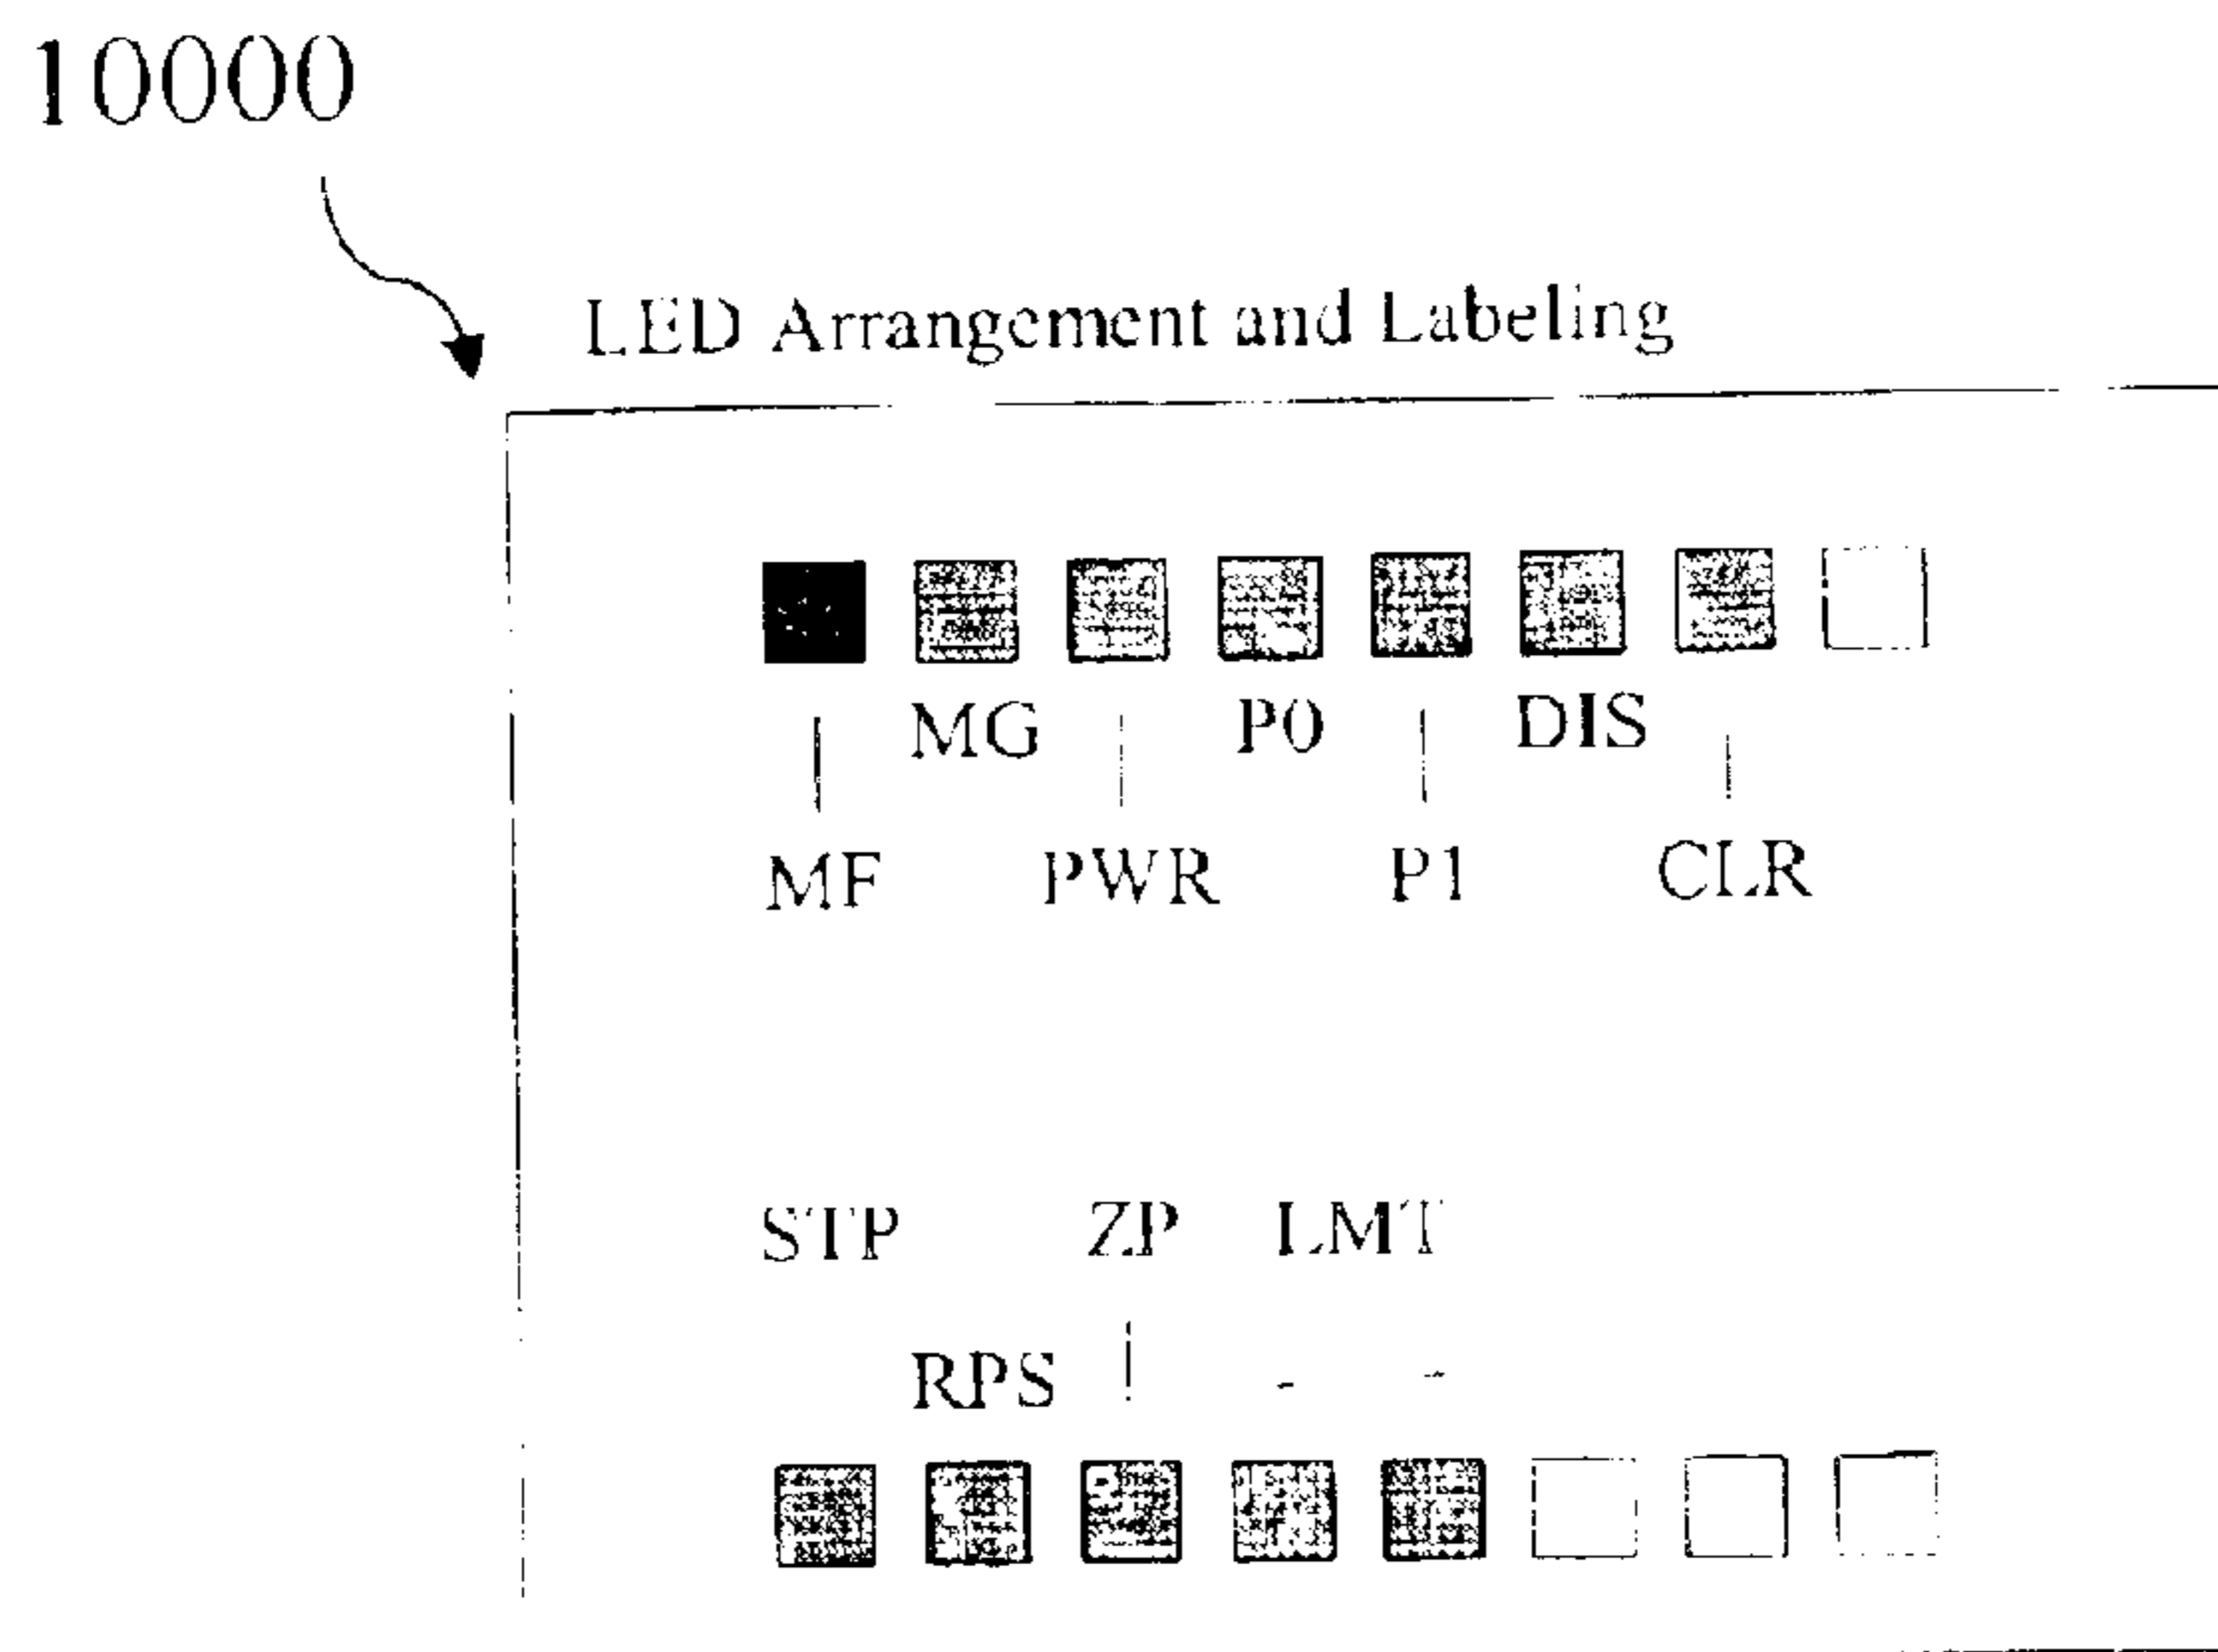 10000
LED Arrangement and Labeling
MG P0 DIS
MF PWR P1 CLR
STP ZP LMT
RPS - -